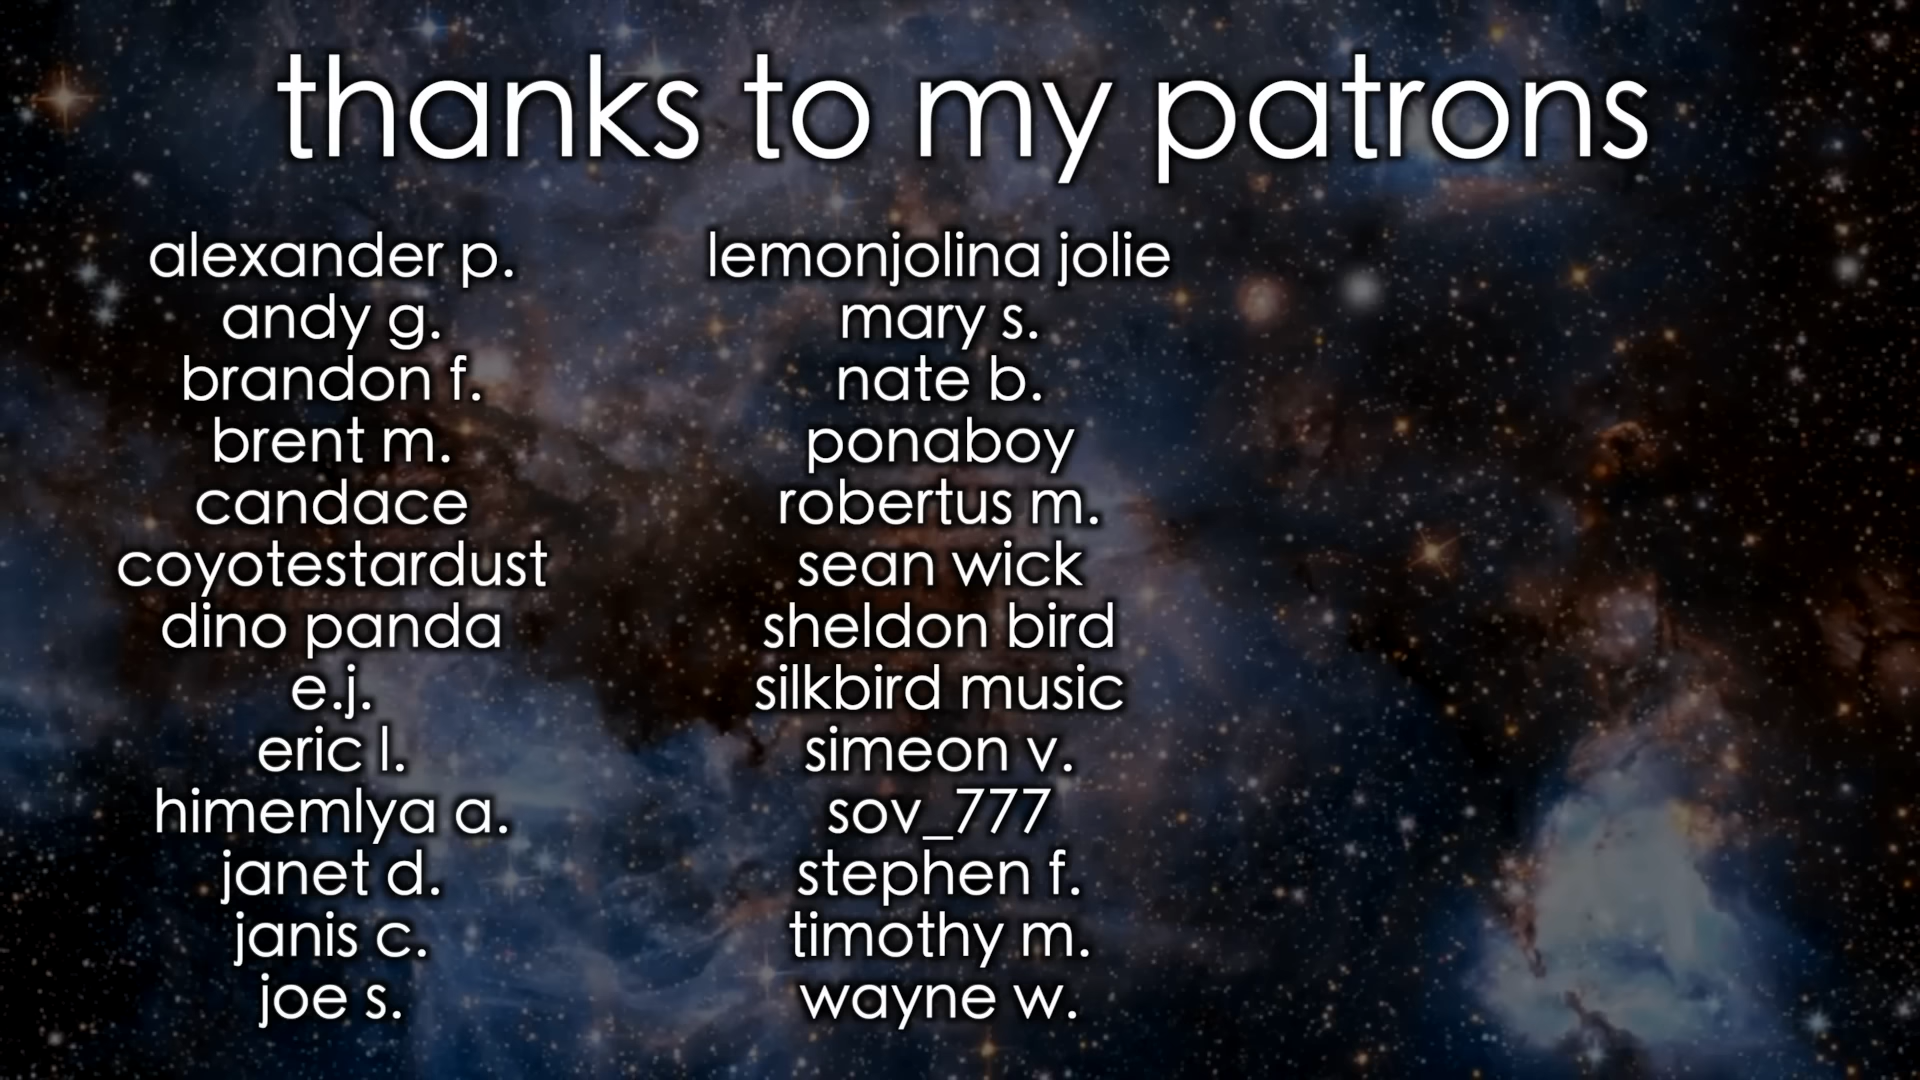 thanks to my patrons
alexander p.
andy g.
brandon f.
brent m.
candace
coyotestardust
dino panda
e.j.
eric l.
himemlya a.
janet d.
janis c.
joe s.
lemonjolina jolie
mary s.
nate b.
ponaboy
robertus m.
sean wick
sheldon bird
silkbird music
simeon v.
sov_777
stephen f.
timothy m.
wayne w.